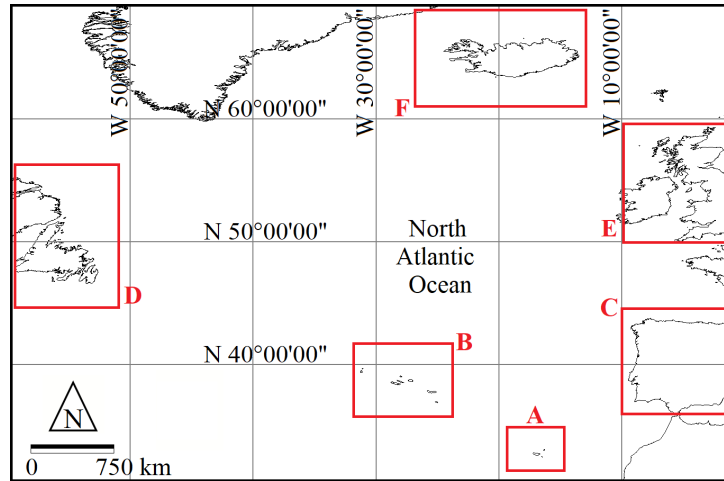 W 50°00'00"
W 30°00'00"
W 10°00'00"
F
N 60°00'00"
E
N 50°00'00"
North
Atlantic
Ocean
D
C
B
N 40°00'00"
A
N
0 750 km